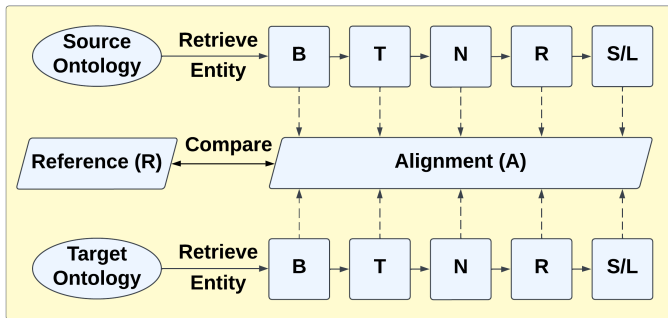 Source
Ontology
Retrieve
Entity
B
T
N
R
S/L
Reference (R)
Compare
Alignment (A)
Target
Ontology
Retrieve
Entity
B
T
N
R
S/L